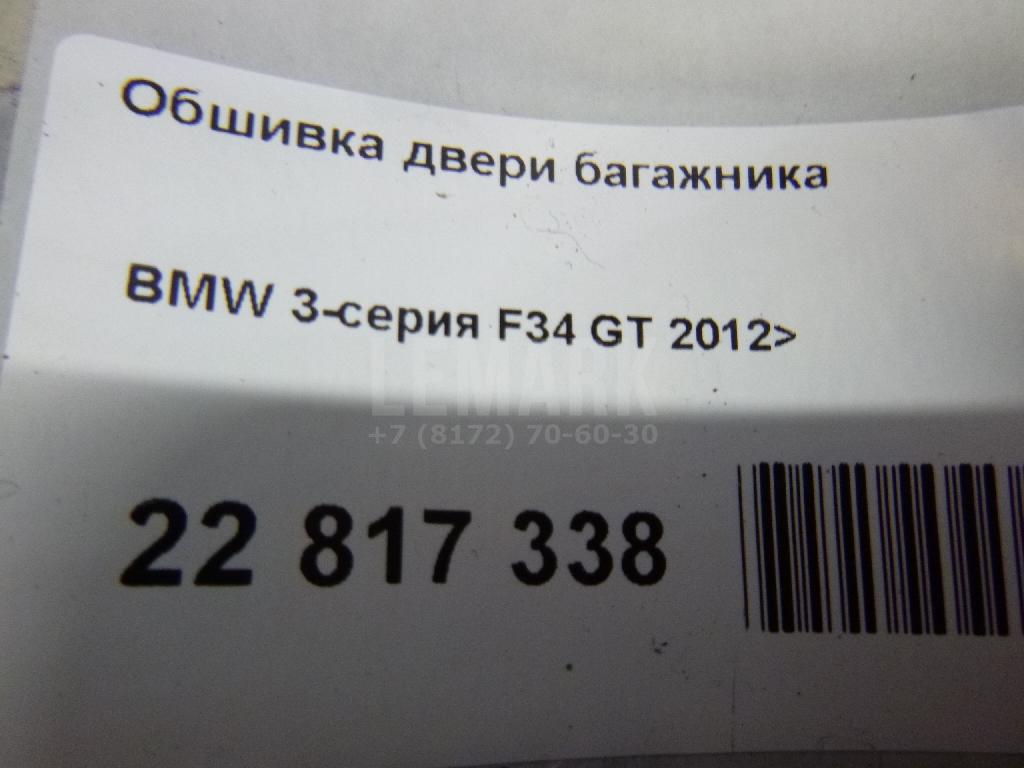 Обшивка двери багажника
BMW 3-серия F34 GT 2012>
LEMARK
+7 (8172) 70-60-30
22 817 338